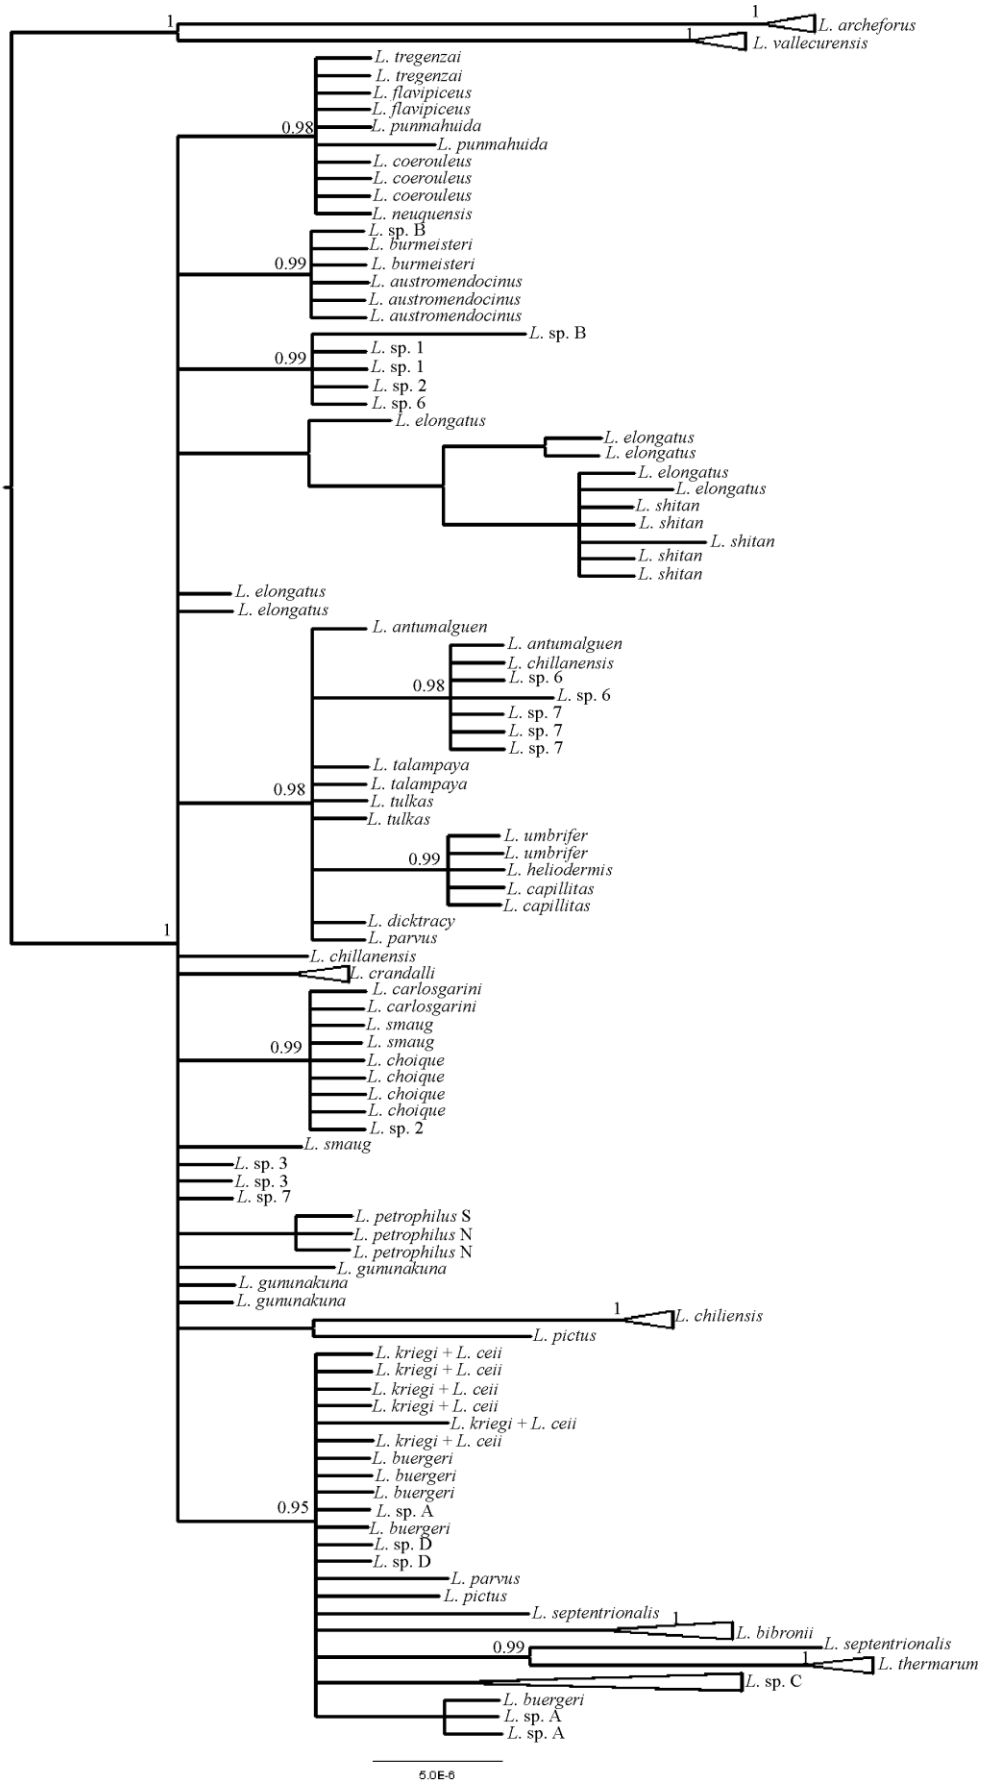 1
L. archeforus
1
1
L. vallecurensis
L. tregenzai
L. tregenzai
L. flavipiceus
L. flavipiceus
0.98
L. punmahuida
L. punmahuida
L. coerouleus
L. coerouleus
L. coerouleus
L. neuquensis
L. sp. B
L. burmeisteri
0.99
L. burmeisteri
L. austromendocinus
L. austromendocinus
L. austromendocinus
L. sp. B
L. sp. 1
0.99
L. sp. 1
L. sp. 2
L. sp. 6
L. elongatus
L. elongatus
L. elongatus
L. elongatus
L. elongatus
L. shitan
L. shitan
L. shitan
L. shitan
L. shitan
L. elongatus
L. elongatus
L. antumalguen
L. antumalguen
L. chillanensis
L. sp. 6
0.98
L. sp. 6
L. sp. 7
L. sp. 7
L. sp. 7
L. talampaya
L. talampaya
0.98
L. tulkas
L. tulkas
L. umbrifer
L. umbrifer
0.99
L. heliodermis
L. capillitas
L. capillitas
L. dicktracy
1
L. parvus
L. chillanensis
L. crandalli
L. carlosgarini
L. carlosgarini
L. smaug
L. smaug
0.99
L. choique
L. choique
L. choique
L. choique
L. sp. 2
L. smaug
L. sp. 3
L. sp. 3
L. sp. 7
L. petrophilus S
L. petrophilus N
L. petrophilus N
L. gununakuna
L. gununakuna
L. gununakuna
1
L. chiliensis
L. pictus
L. kriegi + L. ceii
L. kriegi + L. ceii
L. kriegi + L. ceii
L. kriegi + L. ceii
L. kriegi + L. ceii
L. kriegi + L. ceii
L. buergeri
L. buergeri
L. buergeri
0.95
L. sp. A
L. buergeri
L. sp. D
L. sp. D
L. parvus
L. pictus
L. septentrionalis
1
L. bibronii
0.99
L. septentrionalis
1
L. thermarum
L. sp. C
L. buergeri
L. sp. A
L. sp. A
5.0E-6